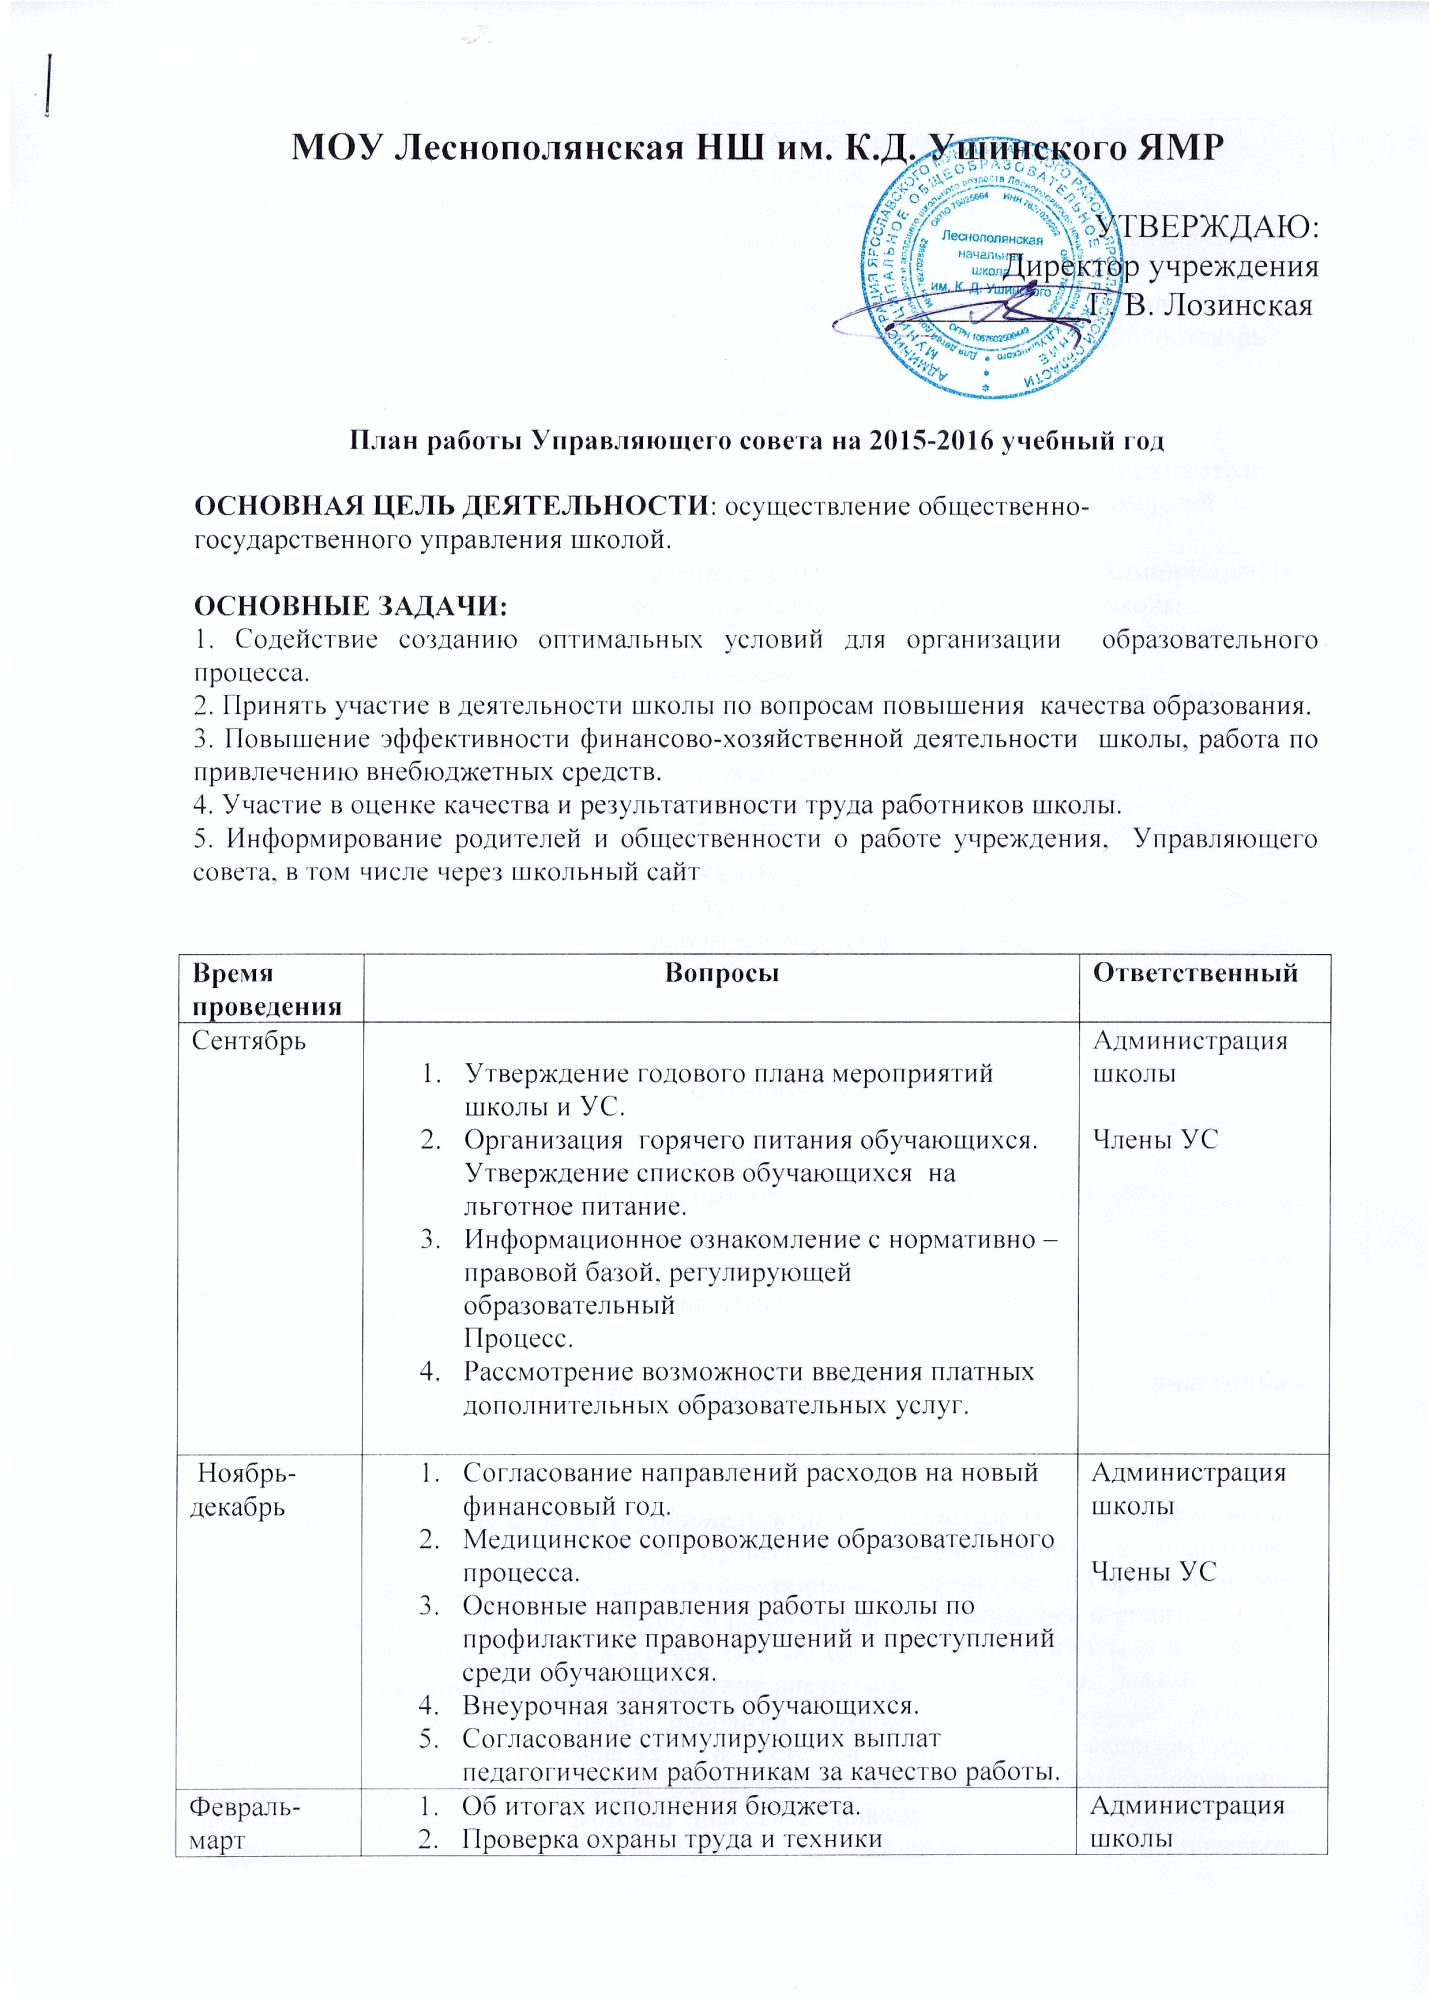 МОУ Леснополянская НШ им. К.Д. Ушинского ЯМР
УТВЕРЖДАЮ:
Директор учреждения
Г. В. Лозинская
Леснополянская
начальная
школа
им. К. Д. Ушинского
План работы Управляющего совета на 2015-2016 учебный год
ОСНОВНАЯ ЦЕЛЬ ДЕЯТЕЛЬНОСТИ: осуществление общественно-
государственного управления школой.
ОСНОВНЫЕ ЗАДАЧИ:
1. Содействие созданию оптимальных условий для организации образовательного
процесса.
2. Принять участие в деятельности школы по вопросам повышения качества образования.
3. Повышение эффективности финансово-хозяйственной деятельности школы, работа по
привлечению внебюджетных средств.
4. Участие в оценке качества и результативности труда работников школы.
5. Информирование родителей и общественности о работе учреждения, Управляющего
совета, в том числе через школьный сайт
Время
проведения
Вопросы
Ответственный
Сентябрь
1. Утверждение годового плана мероприятий
школы и УС.
2. Организация горячего питания обучающихся.
Утверждение списков обучающихся на
льготное питание.
3. Информационное ознакомление с нормативно –
правовой базой, регулирующей
образовательный
Процесс.
4. Рассмотрение возможности введения платных
дополнительных образовательных услуг.
Администрация
школы
Члены УС
Ноябрь-
декабрь
1. Согласование направлений расходов на новый
финансовый год.
2. Медицинское сопровождение образовательного
процесса.
3. Основные направления работы школы по
профилактике правонарушений и преступлений
среди обучающихся.
4. Внеурочная занятость обучающихся.
5. Согласование стимулирующих выплат
педагогическим работникам за качество работы.
Администрация
школы
Члены УС
Февраль-
март
1. Об итогах исполнения бюджета.
2. Проверка охраны труда и техники
Администрация
школы